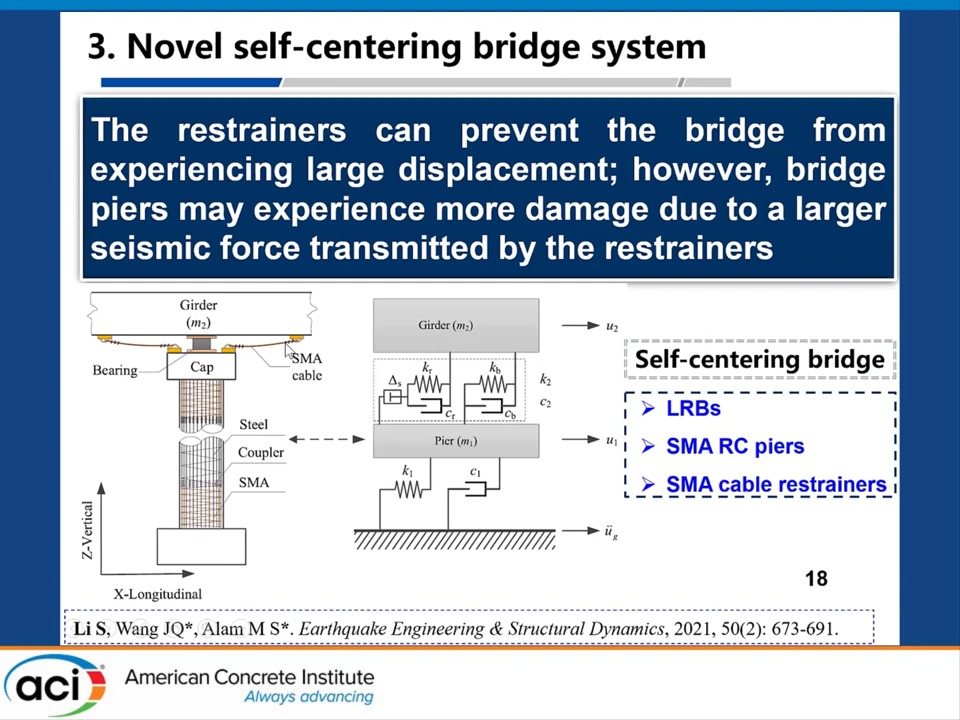 3. Novel self-centering bridge system
The restrainers can prevent the bridge from
experiencing large displacement; however, bridge
piers may experience more damage due to a larger
seismic force transmitted by the restrainers
Girder
(m₂)
Bearing
Cap
SMA
cable
Steel
Coupler
SMA
Z-Vertical
X-Longitudinal
Girder (m₂)
u₂
Δs
kr
cr
kb
cb
k₂
c₂
Pier (m₁)
u₁
k₁
c₁
üg
Self-centering bridge
➢ LRBs
➢ SMA RC piers
➢ SMA cable restrainers
18
Li S, Wang JQ*, Alam M S*. Earthquake Engineering & Structural Dynamics, 2021, 50(2): 673-691.
aci
American Concrete Institute
Always advancing